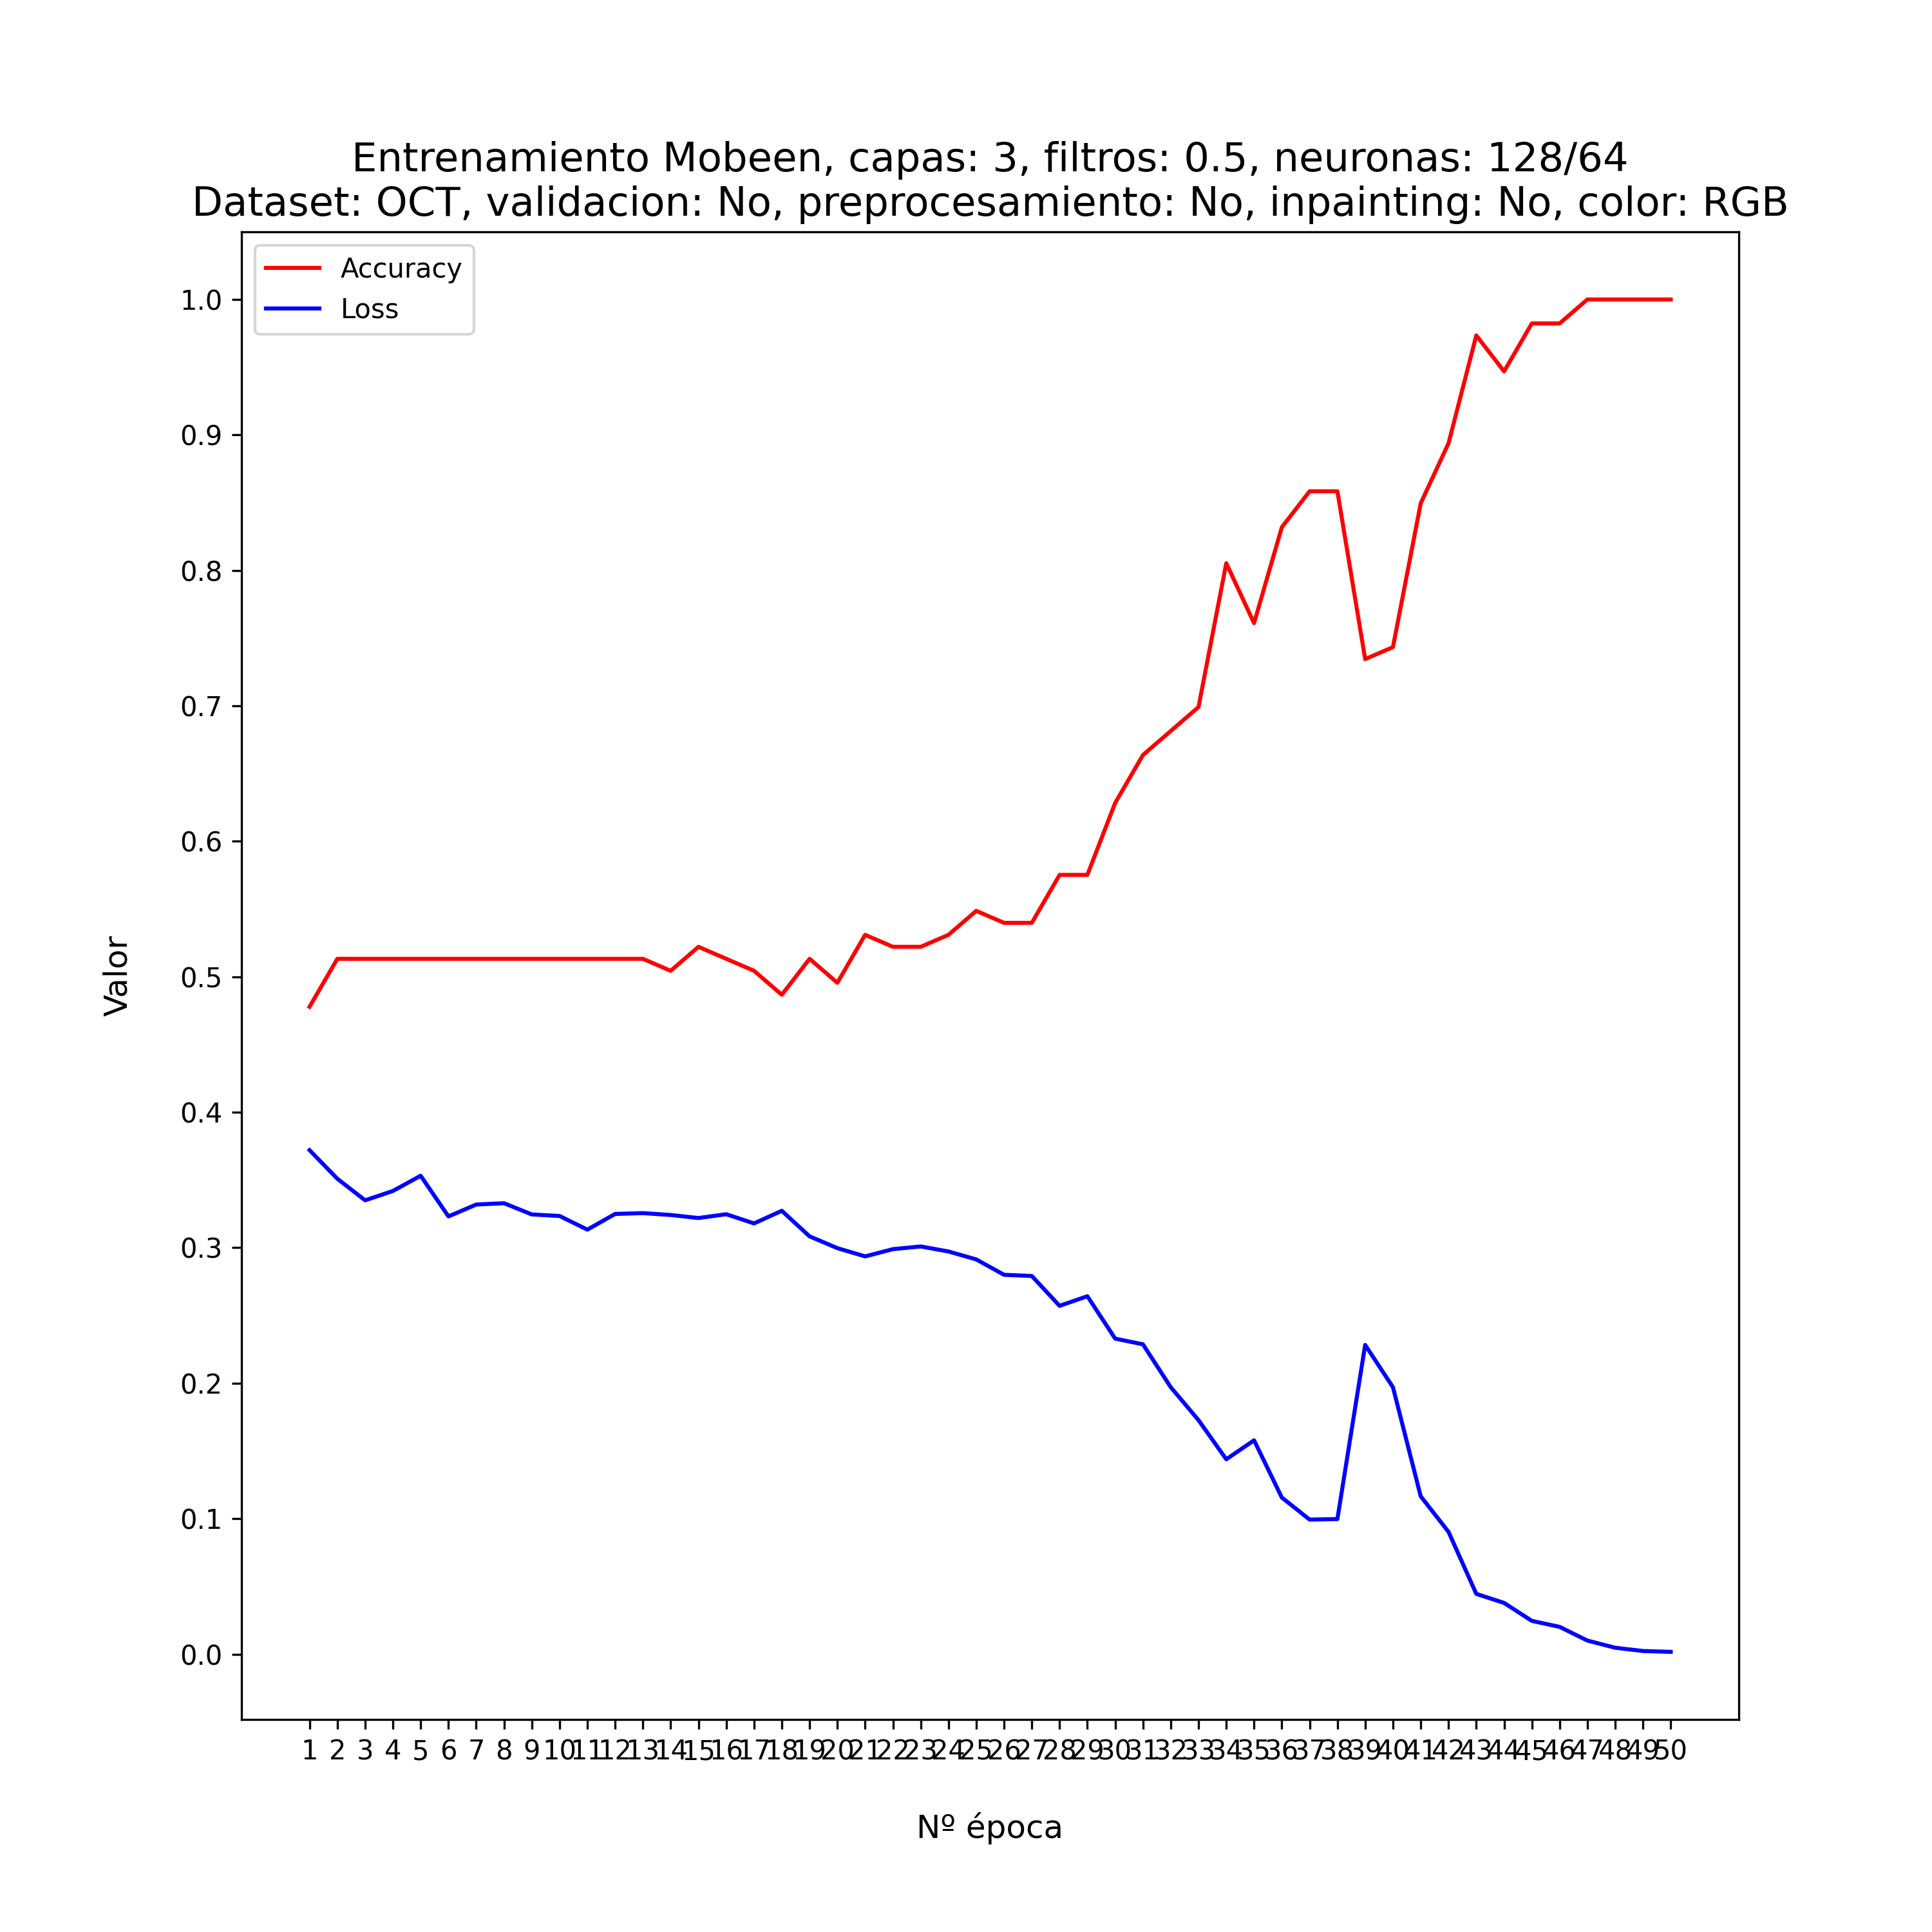 Entrenamiento Mobeen, capas: 3, filtros: 0.5, neuronas: 128/64
Dataset: OCT, validacion: No, preprocesamiento: No, inpainting: No, color: RGB
Accuracy
Loss
1.0
0.9
0.8
0.7
0.6
0.5
0.4
0.3
0.2
0.1
0.0
Valor
1 2 3 4 5 6 7 8 9 10 11 12 13 14 15 16 17 18 19 20 21 22 23 24 25 26 27 28 29 30 31 32 33 34 35 36 37 38 39 40 41 42 43 44 45 46 47 48 49 50
Nº época